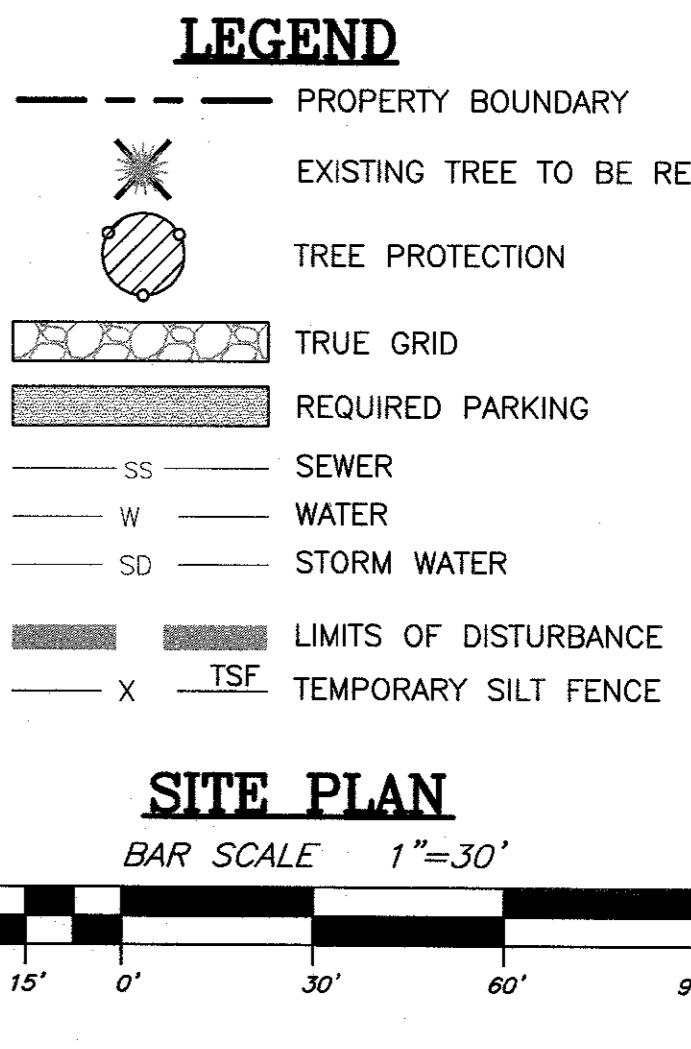 LEGEND
PROPERTY BOUNDARY
EXISTING TREE TO BE RE
TREE PROTECTION
TRUE GRID
REQUIRED PARKING
SS SEWER
W WATER
SD STORM WATER
LIMITS OF DISTURBANCE
X TSF TEMPORARY SILT FENCE
SITE PLAN
BAR SCALE 1"=30'
15' 0' 30' 60' 9